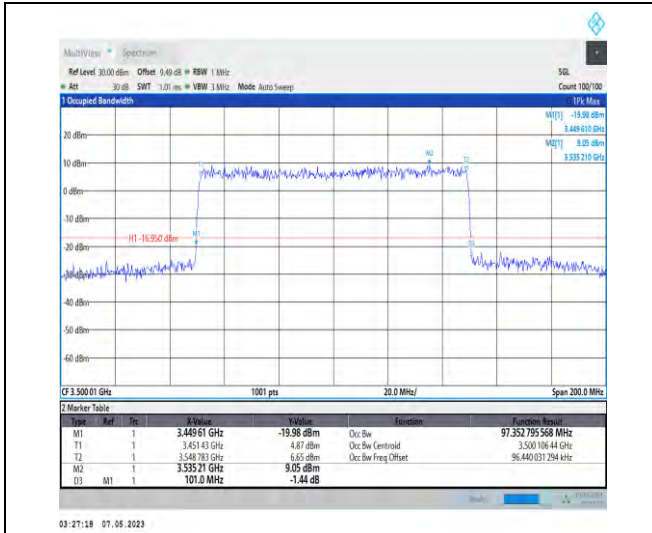 MultiView Spectrum
Ref Level 30.00 dBm Offset 9.49 dB RBW 1 MHz SGL
Att 30 dB SWT 1.01 ms VBW 3 MHz Mode Auto Sweep Count 100/100
1 Occupied Bandwidth 1Pk Max
M1[1] -19.98 dBm
3.449 610 GHz
M2[1] 9.05 dBm
3.535 210 GHz
20 dBm
10 dBm
0 dBm
-10 dBm
-20 dBm
-30 dBm
-40 dBm
-50 dBm
-60 dBm
M2
T2
M1
H1 -16.950 dBm
CF 3.500 01 GHz 1001 pts 20.0 MHz/ Span 200.0 MHz
2 Marker Table
Type Ref Trc X-Value Y-Value Function Function Result
M1 1 3.449 61 GHz -19.98 dBm Occ Bw 97.352 795 568 MHz
T1 1 3.451 43 GHz 4.87 dBm Occ Bw Centroid 3.500 106 44 GHz
T2 1 3.548 783 GHz 6.65 dBm Occ Bw Freq Offset 96.440 031 294 kHz
M2 1 3.535 21 GHz 9.05 dBm
D3 M1 1 101.0 MHz -1.44 dB
03:27:18 07.05.2023